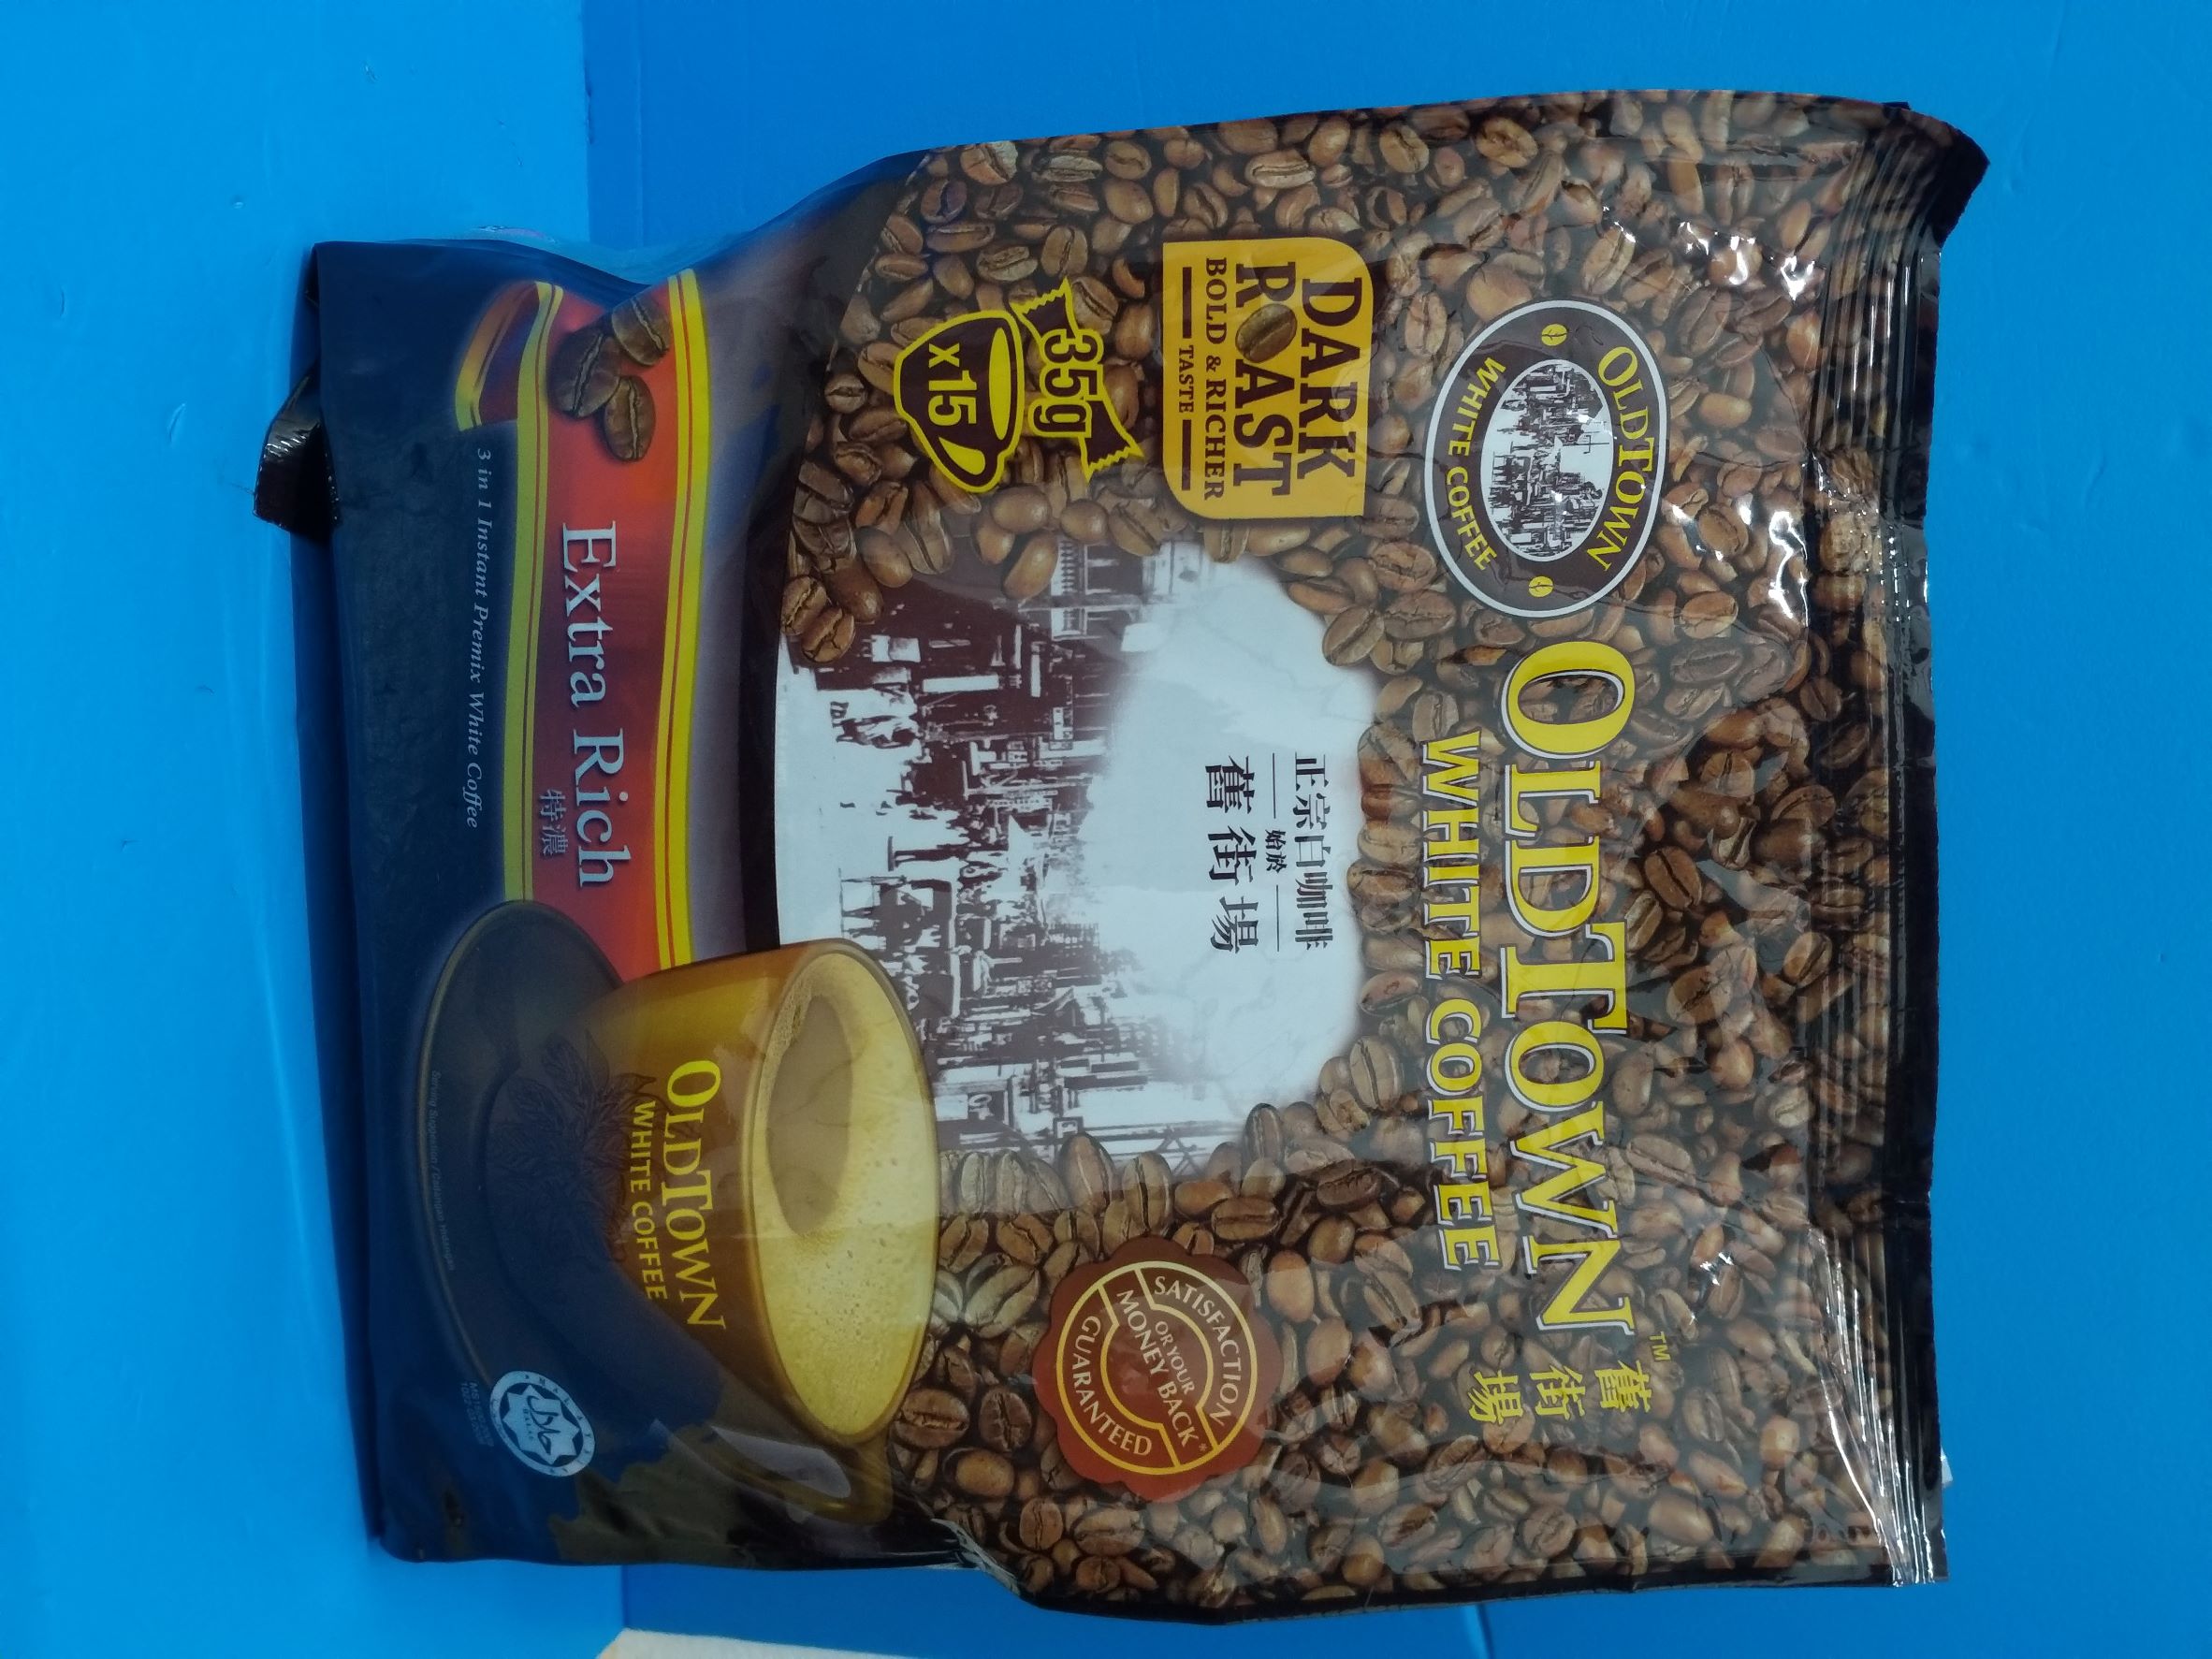 OLDTOWN
WHITE COFFEE
OLDTOWN™
WHITE COFFEE
舊
街
場
DARK
ROAST
BOLD & RICHER
TASTE
正宗白咖啡
始於
舊街場
35g
x15
SATISFACTION
OR YOUR
MONEY BACK*
GUARANTEED
OLDTOWN
WHITE COFFEE
Extra Rich
特濃
3 in 1 Instant Premix White Coffee
HALAL